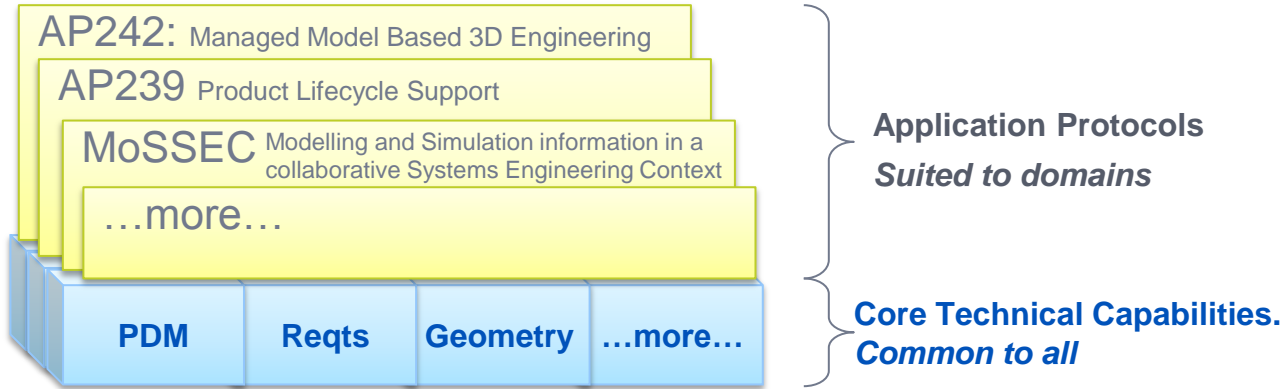 AP242: Managed Model Based 3D Engineering
AP239 Product Lifecycle Support
MoSSEC Modelling and Simulation information in a
collaborative Systems Engineering Context
…more…
Application Protocols
Suited to domains
PDM Reqts Geometry …more…
Core Technical Capabilities.
Common to all